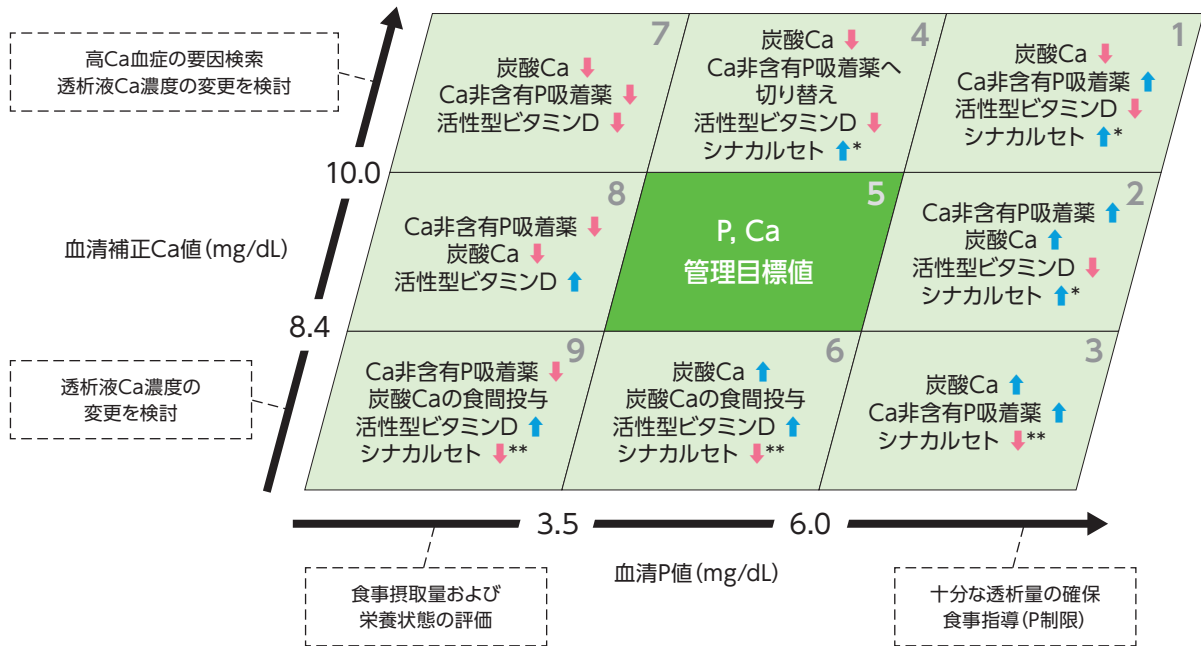 高Ca血症の要因検索
透析液Ca濃度の変更を検討
7
炭酸Ca ⬇
Ca非含有P吸着薬 ⬇
活性型ビタミンD ⬇
4
炭酸Ca ⬇
Ca非含有P吸着薬へ
切り替え
活性型ビタミンD ⬇
シナカルセト ⬆*
1
炭酸Ca ⬇
Ca非含有P吸着薬 ⬆
活性型ビタミンD ⬇
シナカルセト ⬆*
10.0
血清補正Ca値(mg/dL)
8.4
8
Ca非含有P吸着薬 ⬇
炭酸Ca ⬇
活性型ビタミンD ⬆
5
P, Ca
管理目標値
2
Ca非含有P吸着薬 ⬆
炭酸Ca ⬆
活性型ビタミンD ⬇
シナカルセト ⬆*
透析液Ca濃度の
変更を検討
9
Ca非含有P吸着薬 ⬇
炭酸Caの食間投与
活性型ビタミンD ⬆
シナカルセト ⬇**
6
炭酸Ca ⬆
炭酸Caの食間投与
活性型ビタミンD ⬆
シナカルセト ⬇**
3
炭酸Ca ⬆
Ca非含有P吸着薬 ⬆
シナカルセト ⬇**
3.5
6.0
血清P値(mg/dL)
食事摂取量および
栄養状態の評価
十分な透析量の確保
食事指導(P制限)